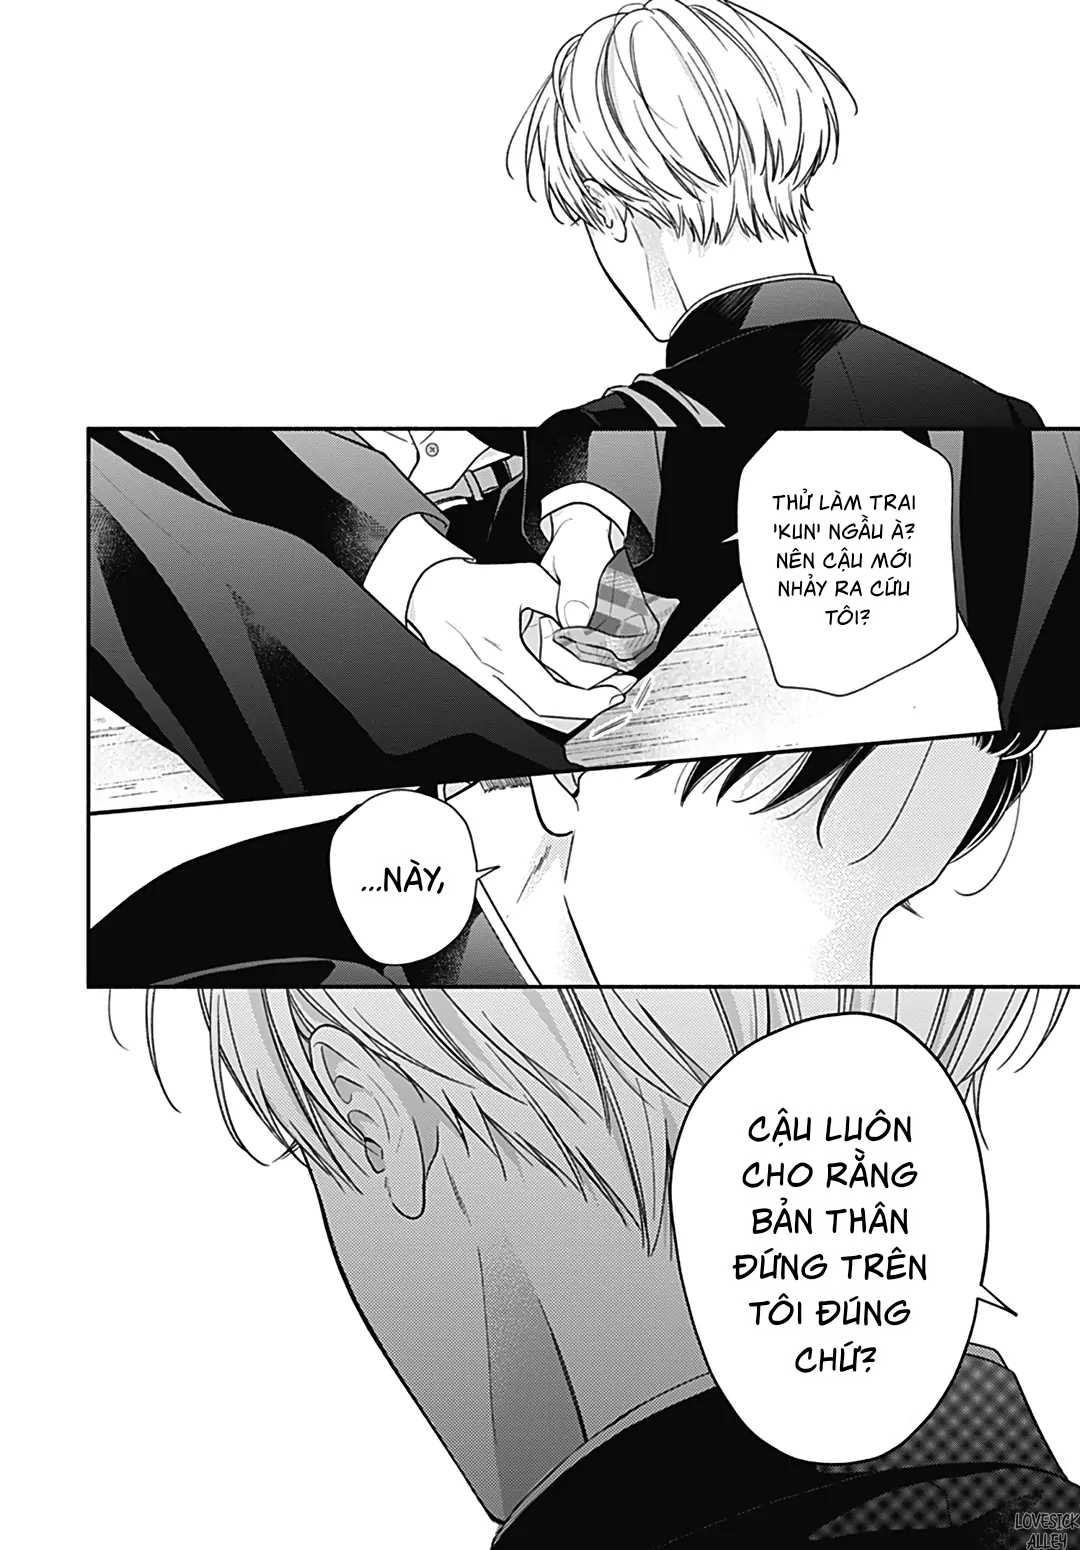 THỬ LÀM TRAI
'KUN' NGẦU À?
NÊN CẬU MỚI
NHẢY RA CỨU
TÔI?
...NÀY,
CẬU LUÔN
CHO RẰNG
BẢN THÂN
ĐỨNG TRÊN
TÔI ĐÚNG
CHỨ?
LOVESICK
ALLEY